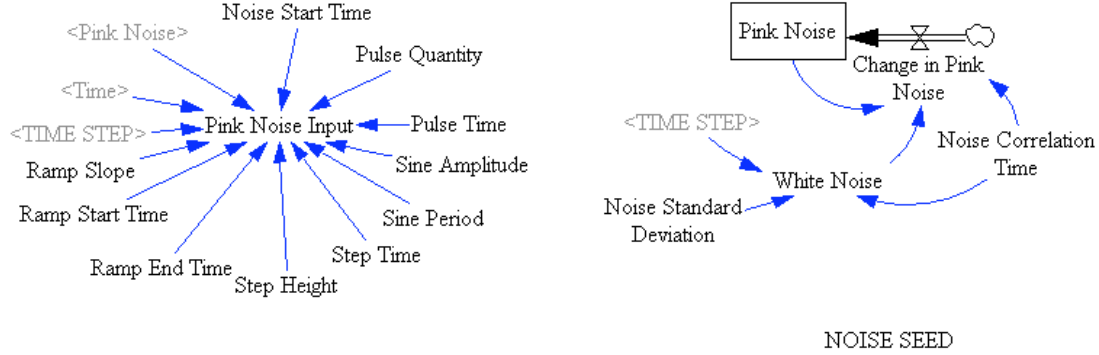 Noise Start Time
<Pink Noise>
Pulse Quantity
<Time>
<TIME STEP>
Pink Noise Input
Pulse Time
Ramp Slope
Sine Amplitude
Ramp Start Time
Sine Period
Step Time
Ramp End Time
Step Height
Pink Noise
Change in Pink
Noise
<TIME STEP>
Noise Correlation
Time
White Noise
Noise Standard
Deviation
NOISE SEED